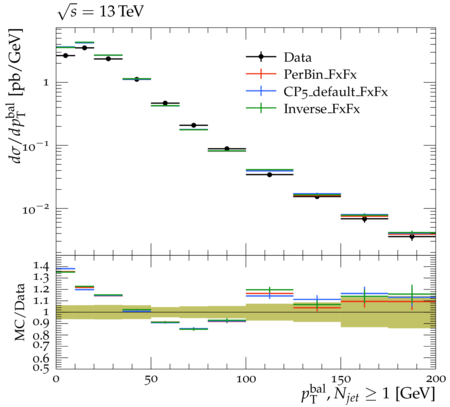 √s = 13 TeV
dσ/dp_T^bal [pb/GeV]
1
10⁻¹
10⁻²
Data
PerBin_FxFx
CP5_default_FxFx
Inverse_FxFx
MC/Data
1.4
1.3
1.2
1.1
1
0.9
0.8
0.7
0.6
0.5
0 50 100 150 200
p_T^bal, N_jet ≥ 1 [GeV]